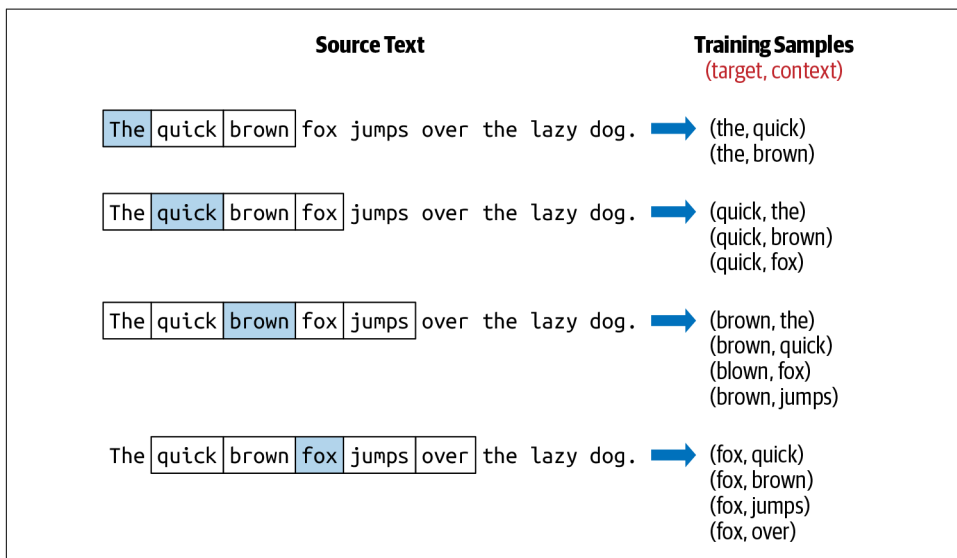 Source Text
Training Samples
(target, context)
The quick brown fox jumps over the lazy dog.
(the, quick)
(the, brown)
The quick brown fox jumps over the lazy dog.
(quick, the)
(quick, brown)
(quick, fox)
The quick brown fox jumps over the lazy dog.
(brown, the)
(brown, quick)
(blown, fox)
(brown, jumps)
The quick brown fox jumps over the lazy dog.
(fox, quick)
(fox, brown)
(fox, jumps)
(fox, over)